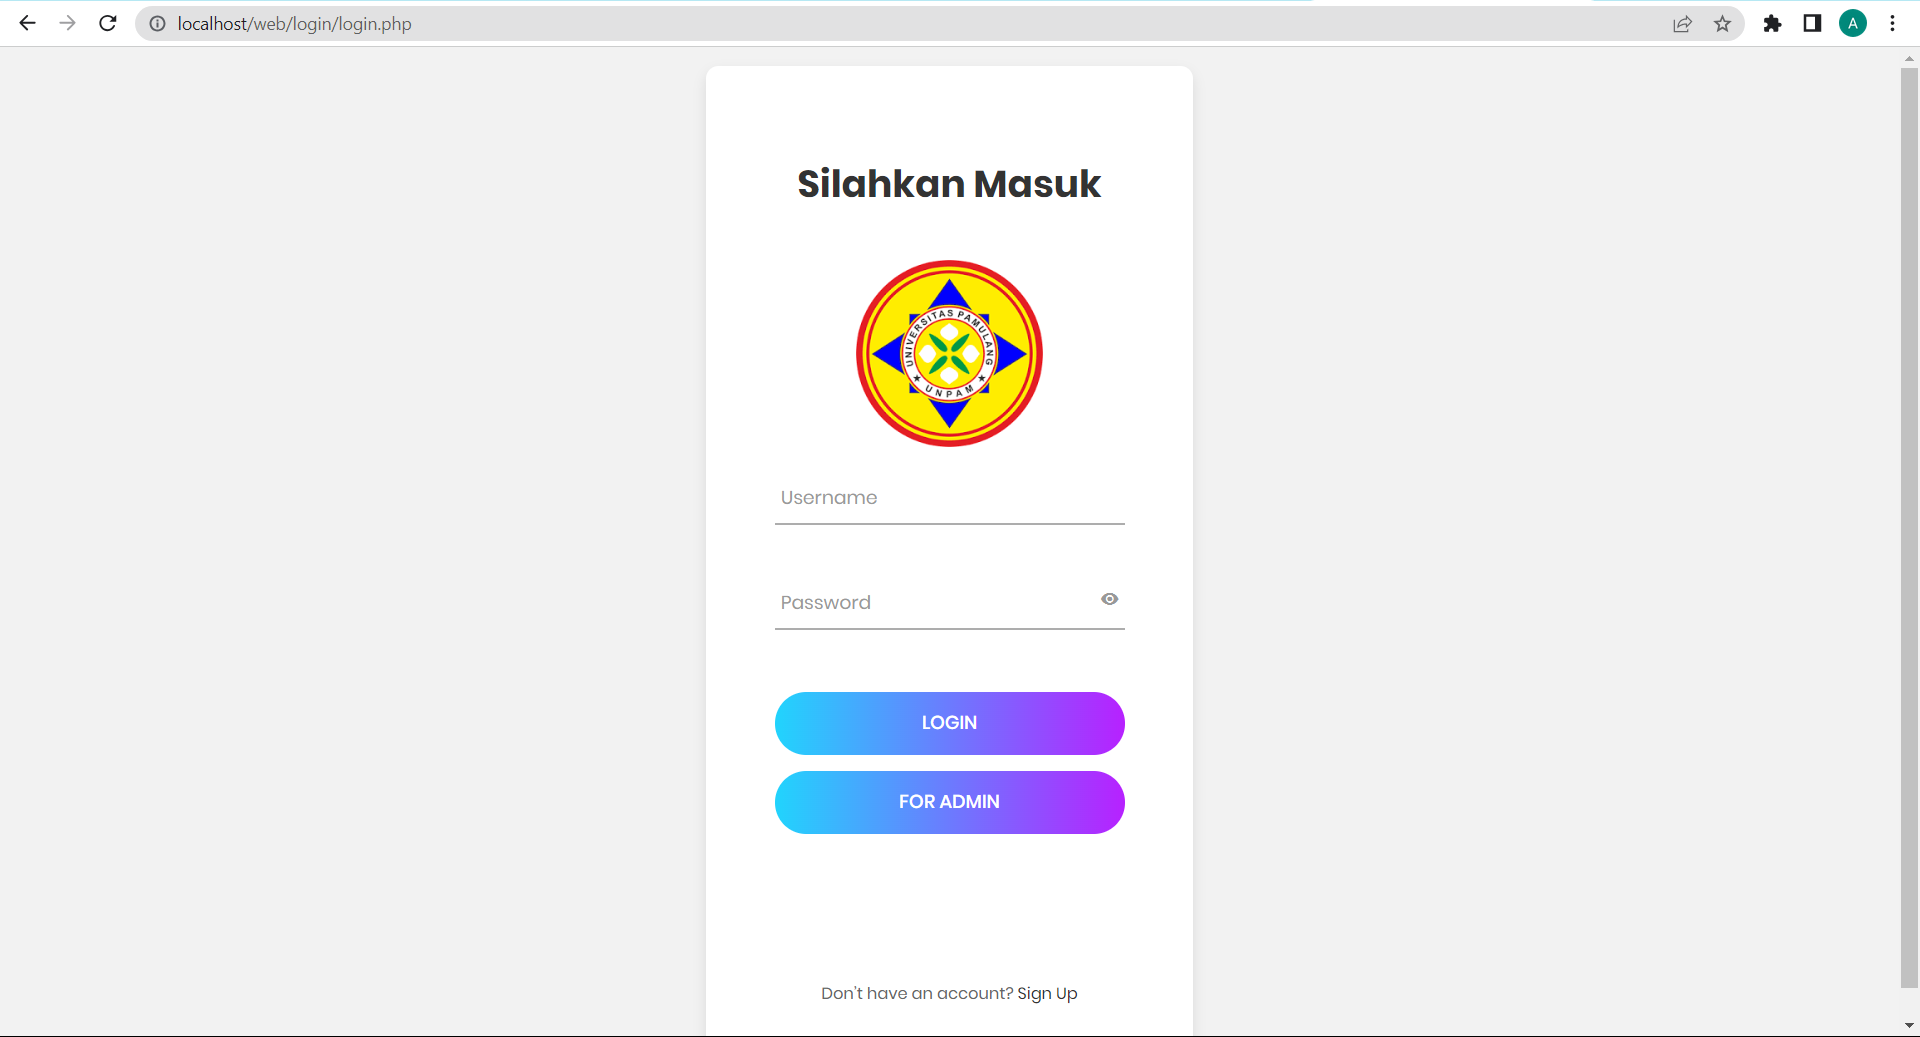 localhost/web/login/login.php
A
Silahkan Masuk
UNIVERSITAS PAMULANG
★ UNPAM ★
Username
Password
LOGIN
FOR ADMIN
Don't have an account? Sign Up